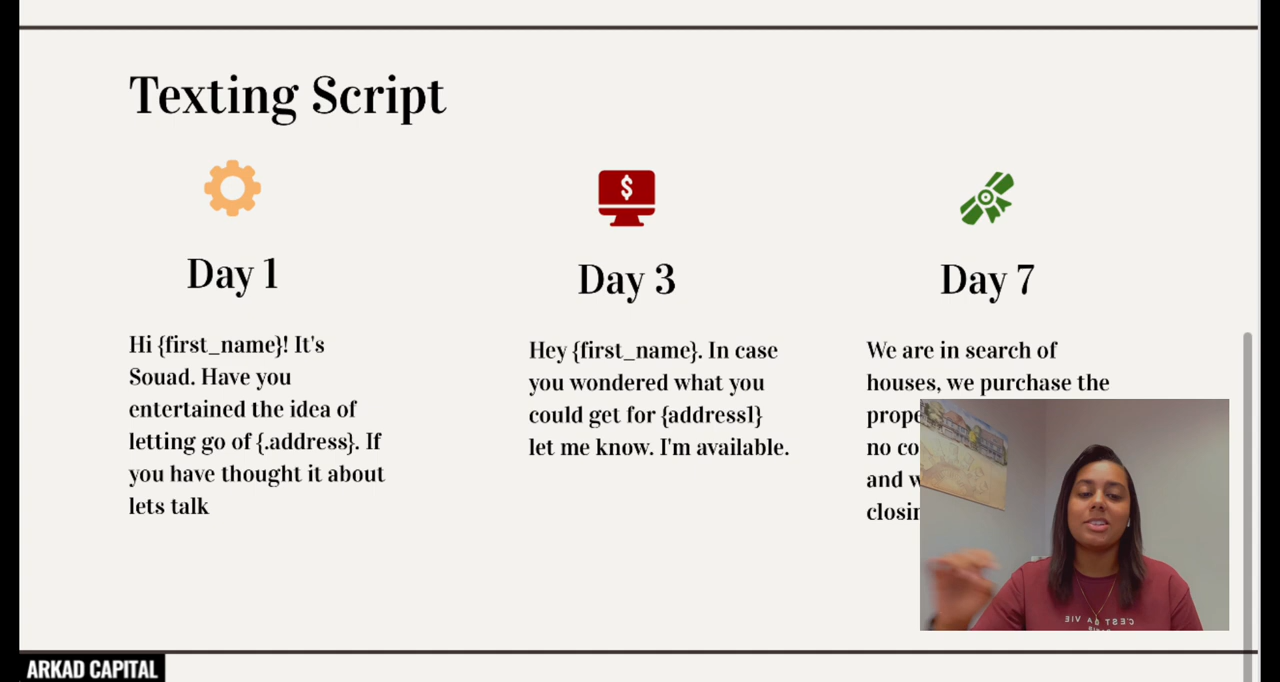 Texting Script
$
Day 1
Hi {first_name}! It's
Souad. Have you
entertained the idea of
letting go of {.address}. If
you have thought it about
lets talk
Day 3
Hey {first_name}. In case
you wondered what you
could get for {address1}
let me know. I'm available.
Day 7
We are in search of
houses, we purchase the
no
and
C'EST LA VIE
ARKAD CAPITAL